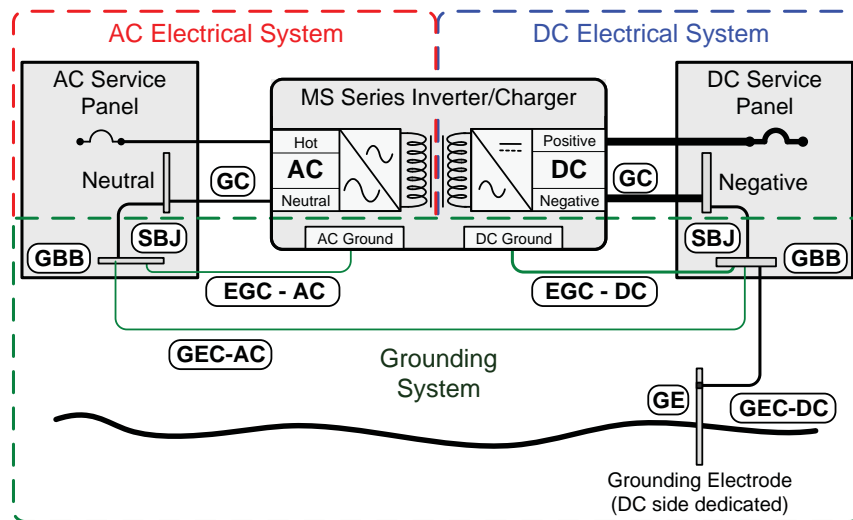 AC Electrical System
DC Electrical System
AC Service
Panel
MS Series Inverter/Charger
DC Service
Panel
Hot
AC
Neutral
Positive
DC
Negative
Neutral
GC
GC
Negative
GBB
SBJ
AC Ground
DC Ground
SBJ
GBB
EGC - AC
EGC - DC
GEC-AC
Grounding
System
GE
GEC-DC
Grounding Electrode
(DC side dedicated)